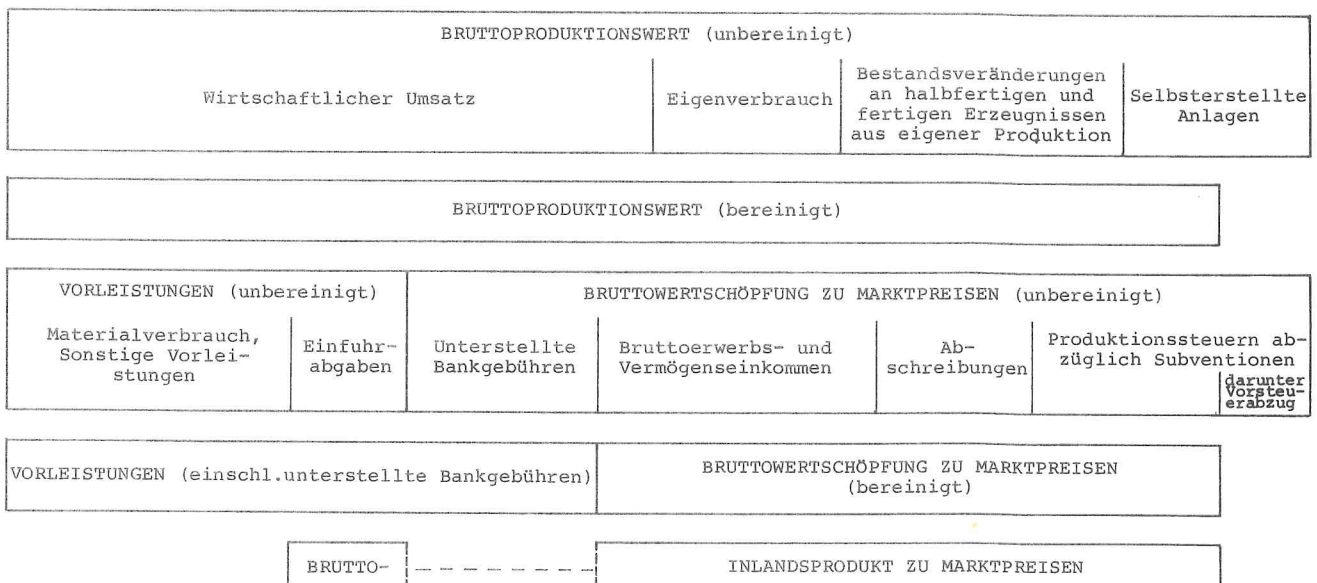 BRUTTOPRODUKTIONSWERT (unbereinigt)
Wirtschaftlicher Umsatz
Eigenverbrauch
Bestandsveränderungen
an halbfertigen und
fertigen Erzeugnissen
aus eigener Produktion
Selbsterstellte
Anlagen
BRUTTOPRODUKTIONSWERT (bereinigt)
VORLEISTUNGEN (unbereinigt)
BRUTTOWERTSCHÖPFUNG ZU MARKTPREISEN (unbereinigt)
Materialverbrauch,
Sonstige Vorlei-
stungen
Einfuhr-
abgaben
Unterstellte
Bankgebühren
Bruttoerwerbs- und
Vermögenseinkommen
Ab-
schreibungen
Produktionssteuern ab-
züglich Subventionen
darunter
Vorsteu-
erabzug
VORLEISTUNGEN (einschl.unterstellte Bankgebühren)
BRUTTOWERTSCHÖPFUNG ZU MARKTPREISEN
(bereinigt)
BRUTTO-
INLANDSPRODUKT ZU MARKTPREISEN